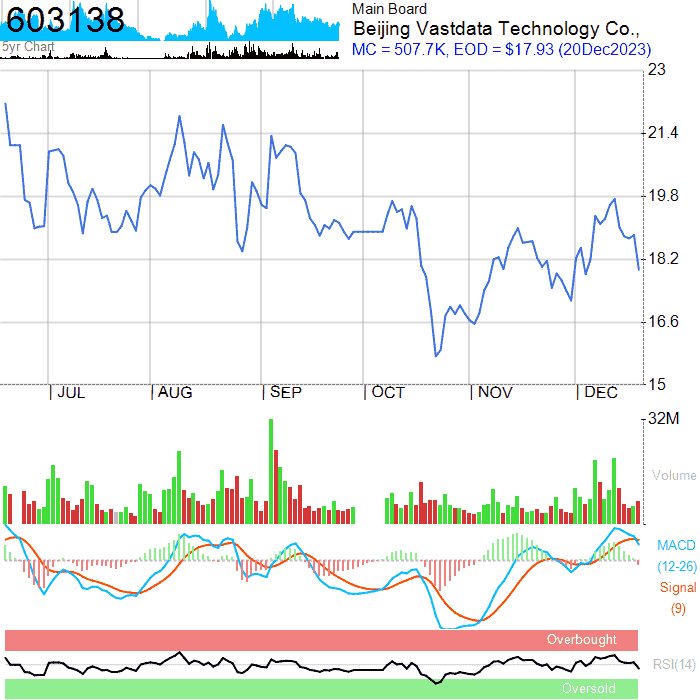 603138
Main Board
Beijing Vastdata Technology Co.,
5yr Chart
MC = 507.7K, EOD = $17.93 (20Dec2023)
23
21.4
19.8
18.2
16.6
15
JUL AUG SEP OCT NOV DEC
32M
Volume
MACD
(12-26)
Signal
(9)
Overbought
RSI(14)
Oversold